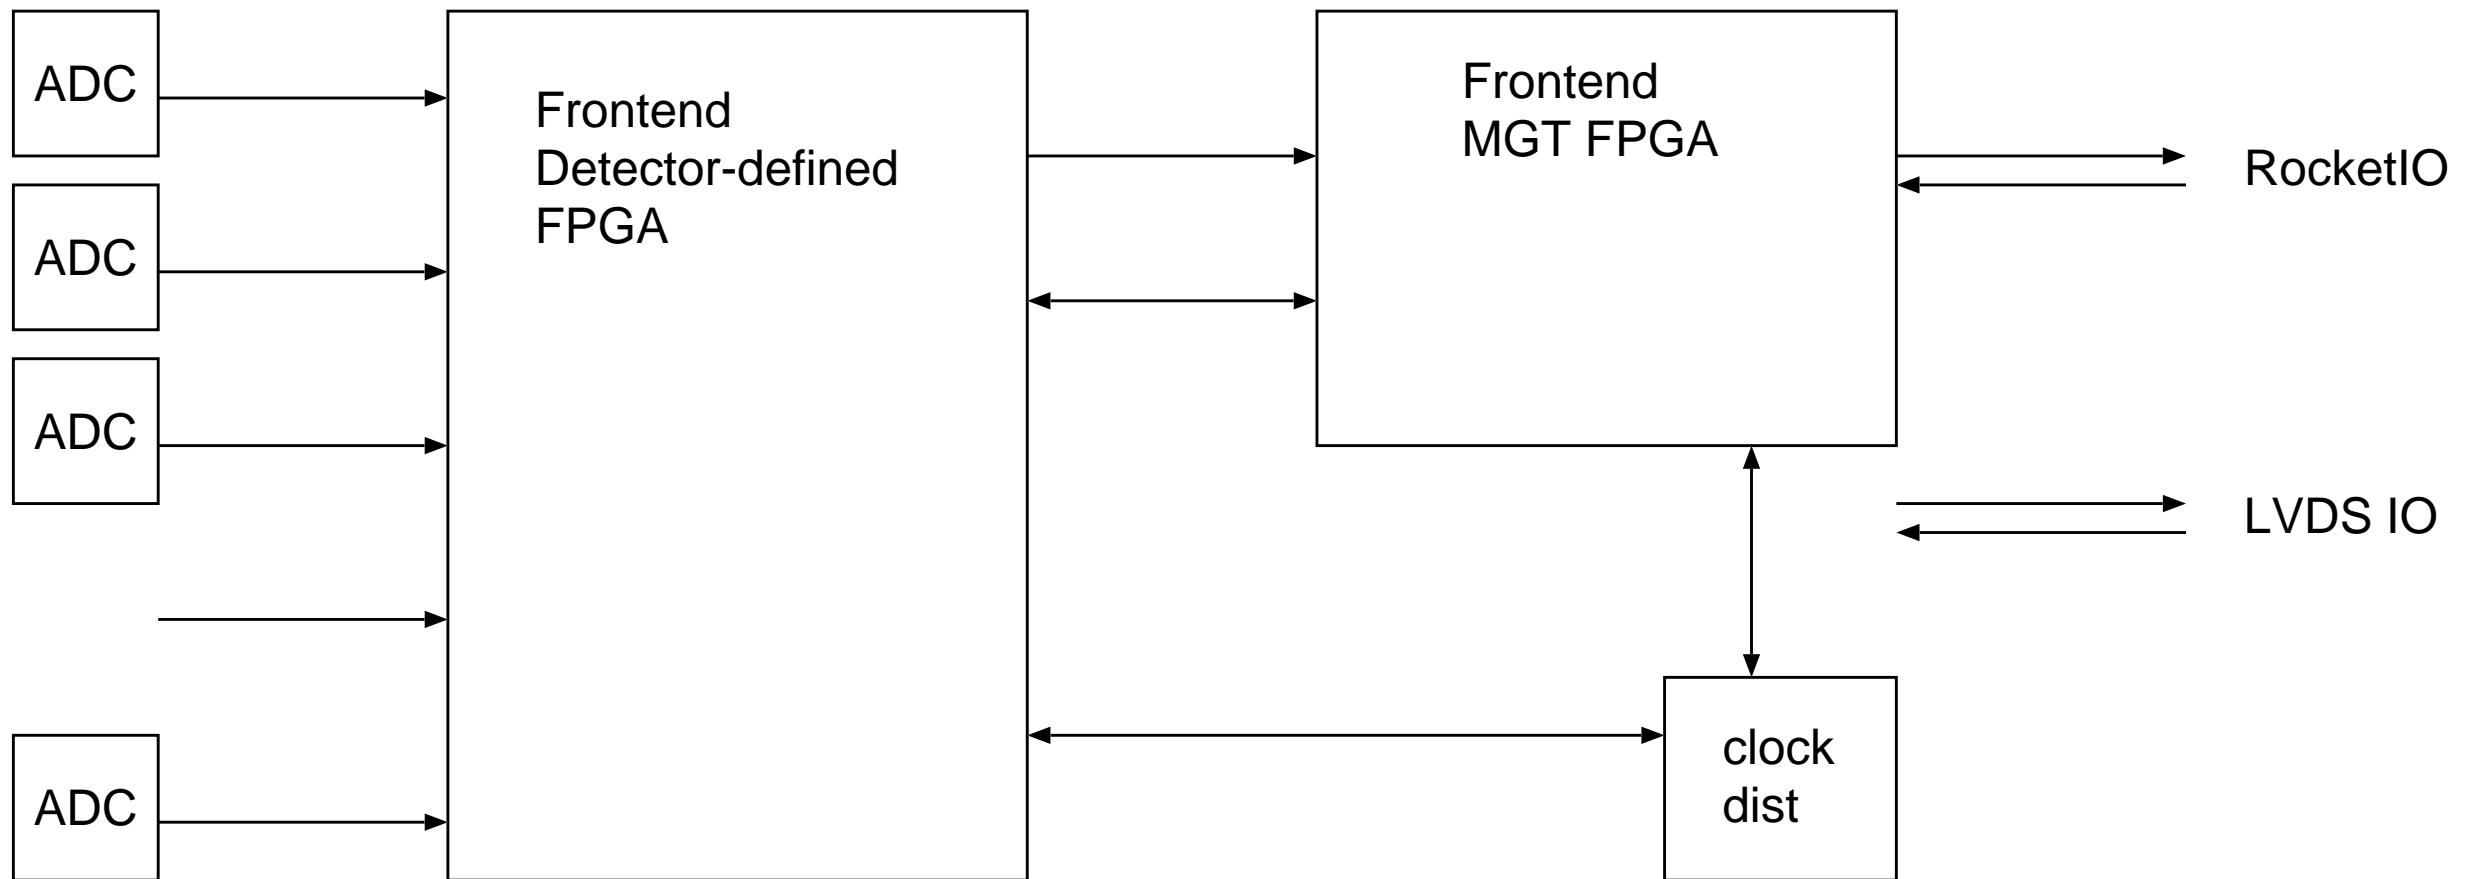 ADC
ADC
ADC
ADC
Frontend
Detector-defined
FPGA
Frontend
MGT FPGA
RocketIO
LVDS IO
clock
dist